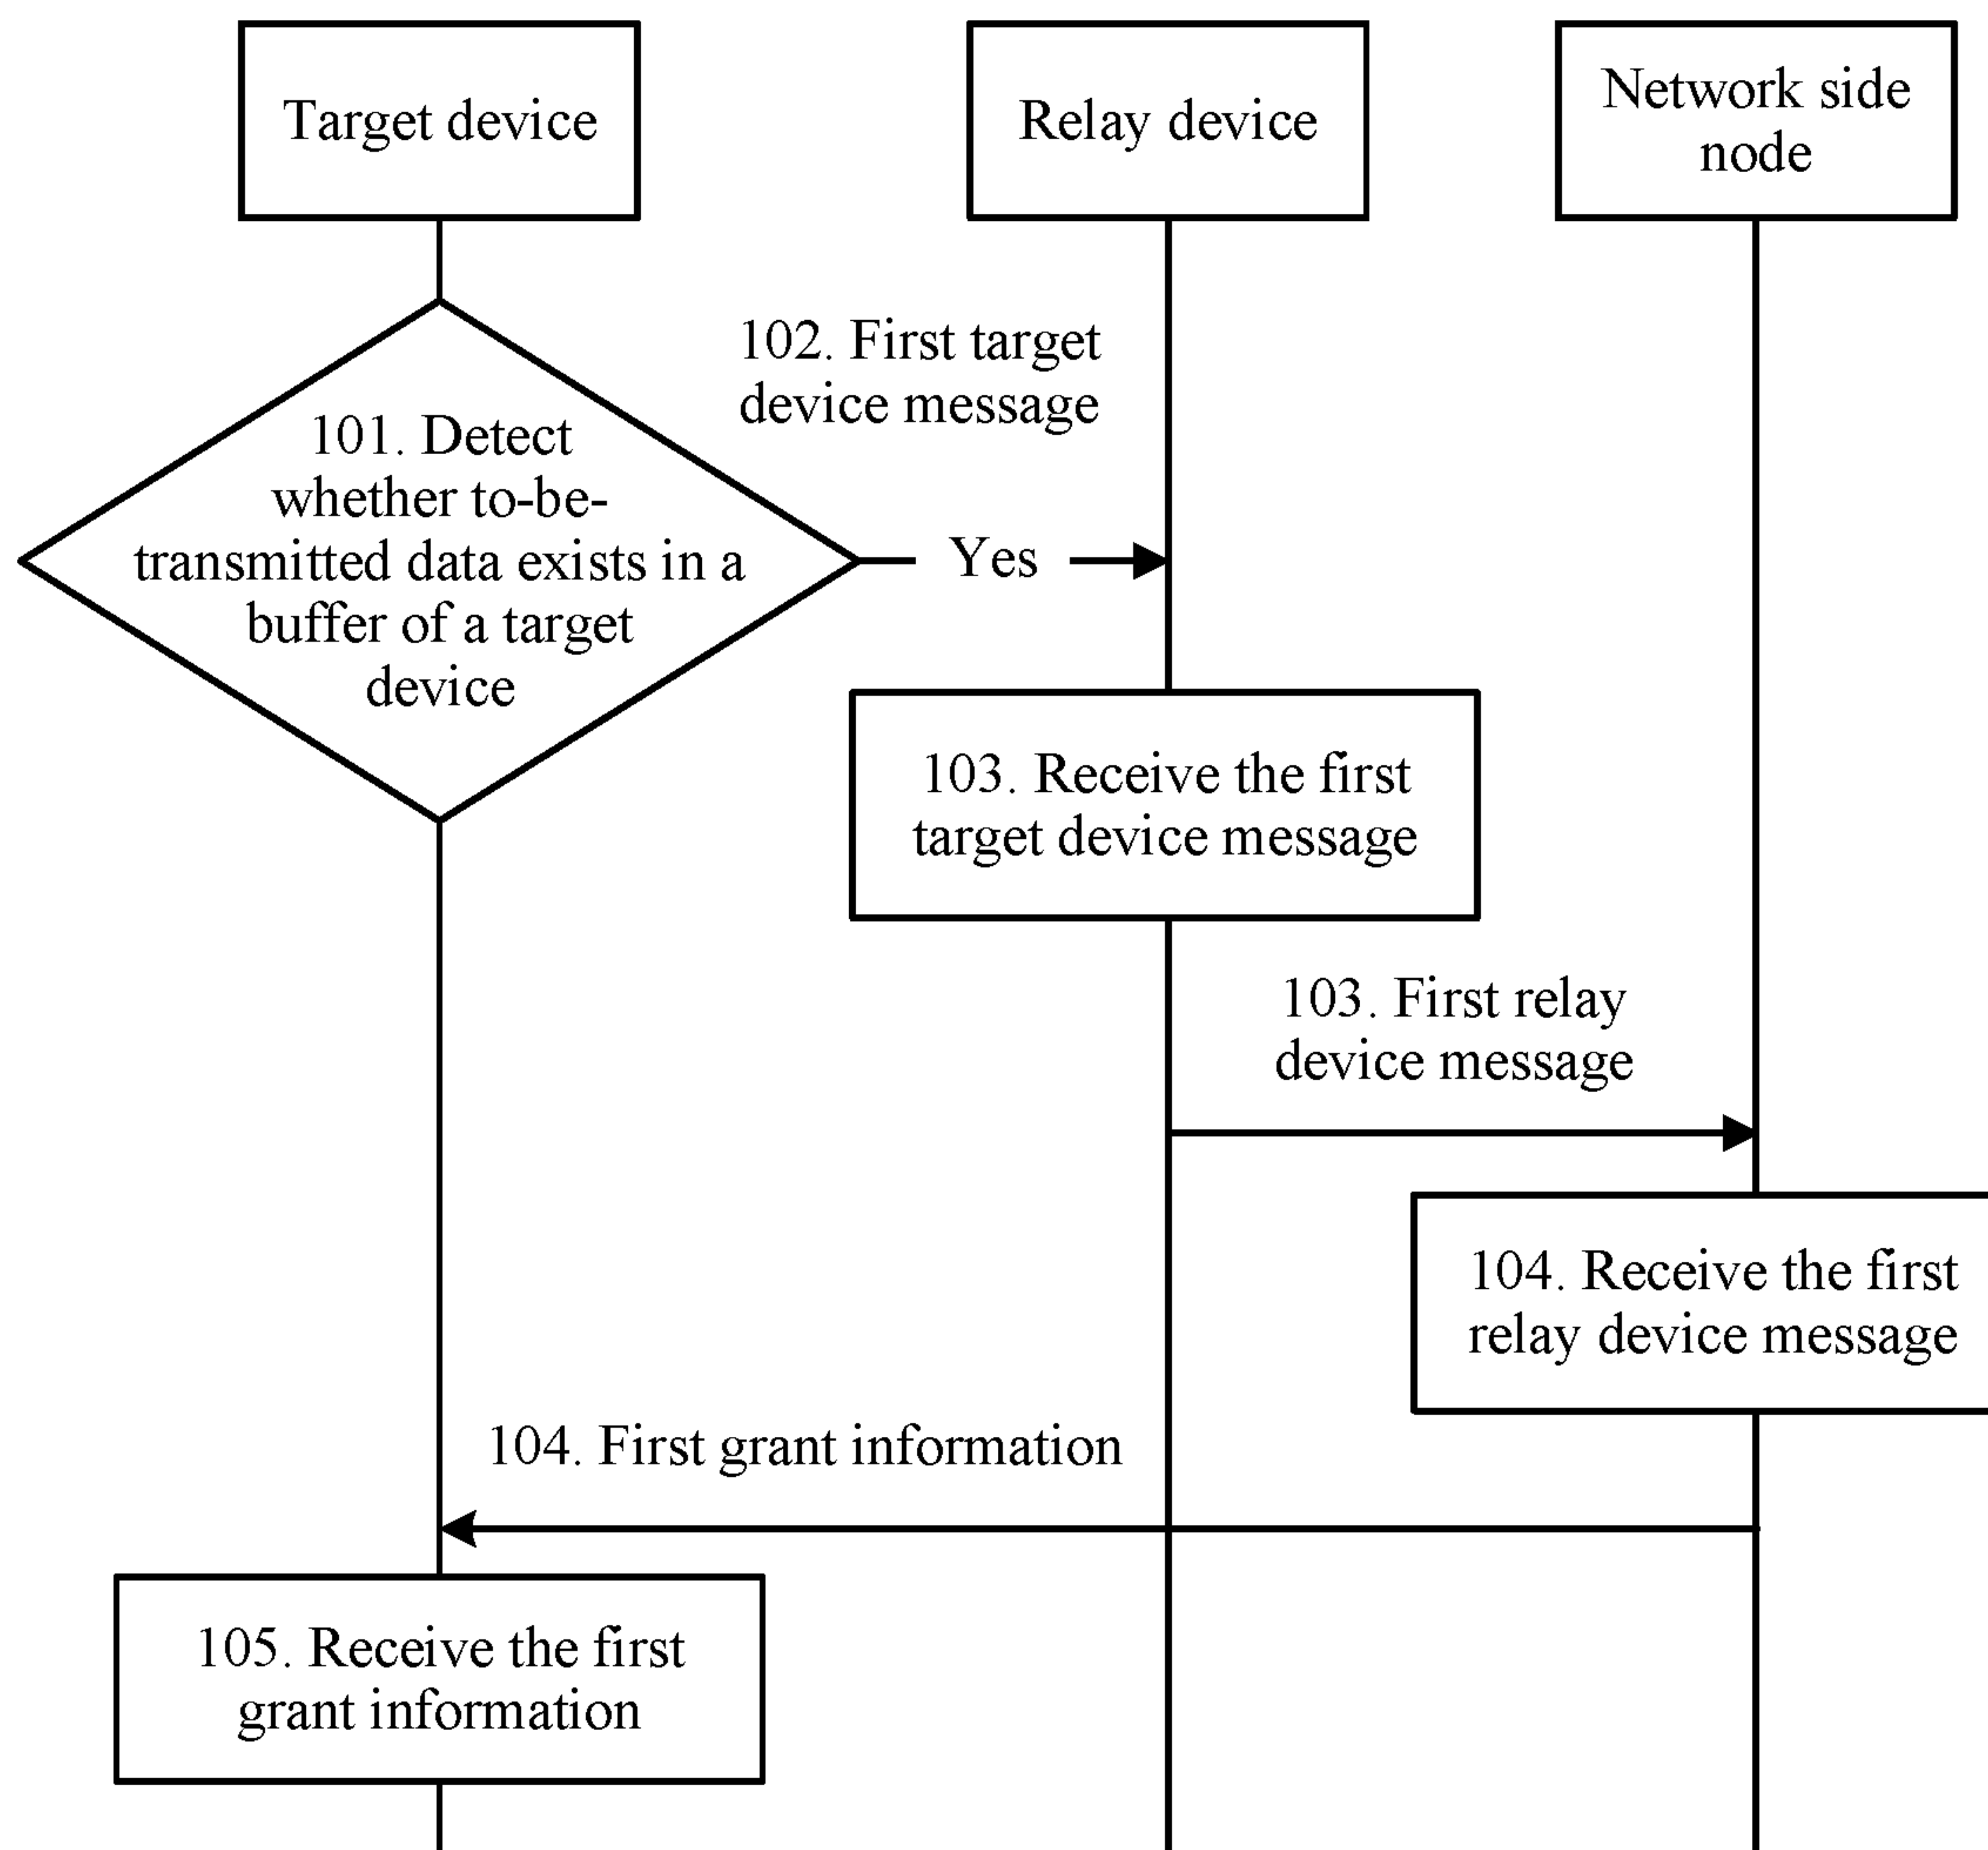 Target device
Relay device
Network side
node
102. First target
device message
101. Detect
whether to-be-
transmitted data exists in a
buffer of a target
device
Yes
103. Receive the first
target device message
103. First relay
device message
104. Receive the first
relay device message
104. First grant information
105. Receive the first
grant information